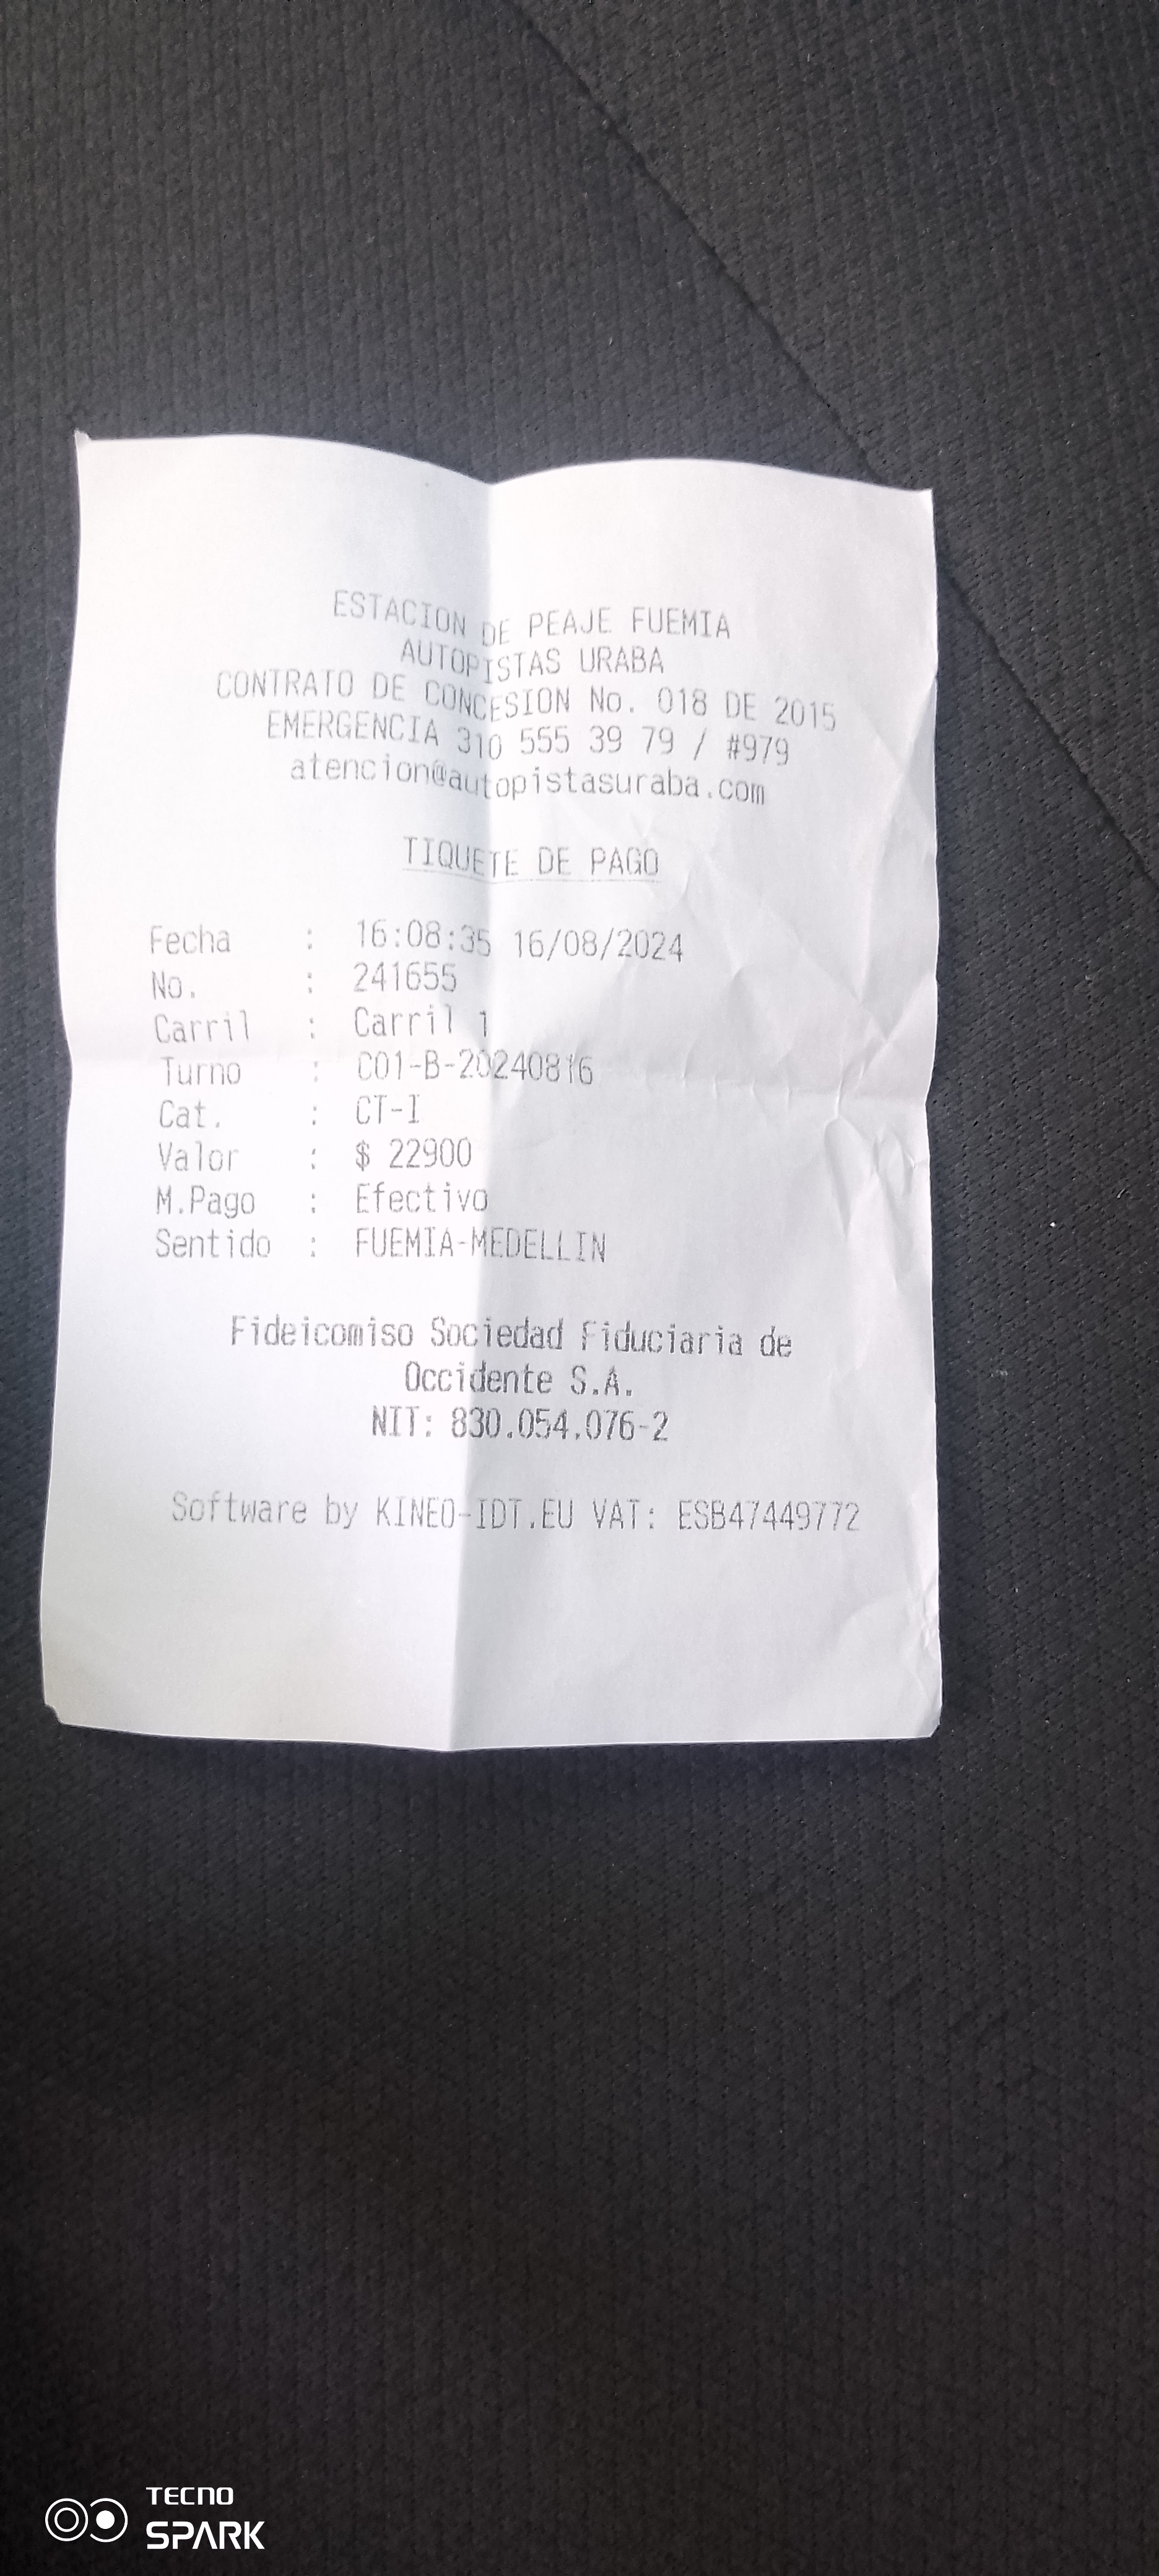 ESTACION DE PEAJE FUEMIA
AUTOPISTAS URABA
CONTRATO DE CONCESION No. 018 DE 2015
EMERGENCIA 310 555 39 79 / #979
atencion@autopistasuraba.com
TIQUETE DE PAGO
Fecha : 16:08:35 16/08/2024
No. : 241655
Carril : Carril 1
Turno : C01-B-20240816
Cat. : CT-I
Valor : $ 22900
M.Pago : Efectivo
Sentido : FUEMIA-MEDELLIN
Fideicomiso Sociedad Fiduciaria de
Occidente S.A.
NIT: 830.054.076-2
Software by KINEO-IDT.EU VAT: ESB47449772
TECNO
SPARK